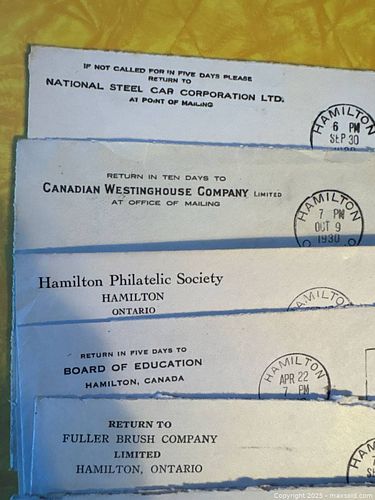 IF NOT CALLED FOR IN FIVE DAYS PLEASE
RETURN TO
NATIONAL STEEL CAR CORPORATION LTD.
AT POINT OF MAILING
HAMILTON
6 PM
SEP 30
RETURN IN TEN DAYS TO
CANADIAN WESTINGHOUSE COMPANY LIMITED
AT OFFICE OF MAILING
HAMILTON
7 PM
OCT 9
1930
Hamilton Philatelic Society
HAMILTON
ONTARIO
RETURN IN FIVE DAYS TO
BOARD OF EDUCATION
HAMILTON, CANADA
HAMILTON
APR 22
7 PM
RETURN TO
FULLER BRUSH COMPANY
LIMITED
HAMILTON, ONTARIO
Copyright 2025 - maxsold.com